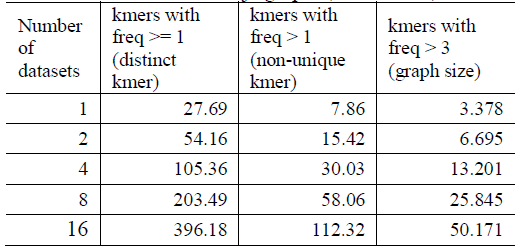 Number of datasets | kmers with freq >= 1 (distinct kmer) | kmers with freq > 1 (non-unique kmer) | kmers with freq > 3 (graph size)
1 | 27.69 | 7.86 | 3.378
2 | 54.16 | 15.42 | 6.695
4 | 105.36 | 30.03 | 13.201
8 | 203.49 | 58.06 | 25.845
16 | 396.18 | 112.32 | 50.171